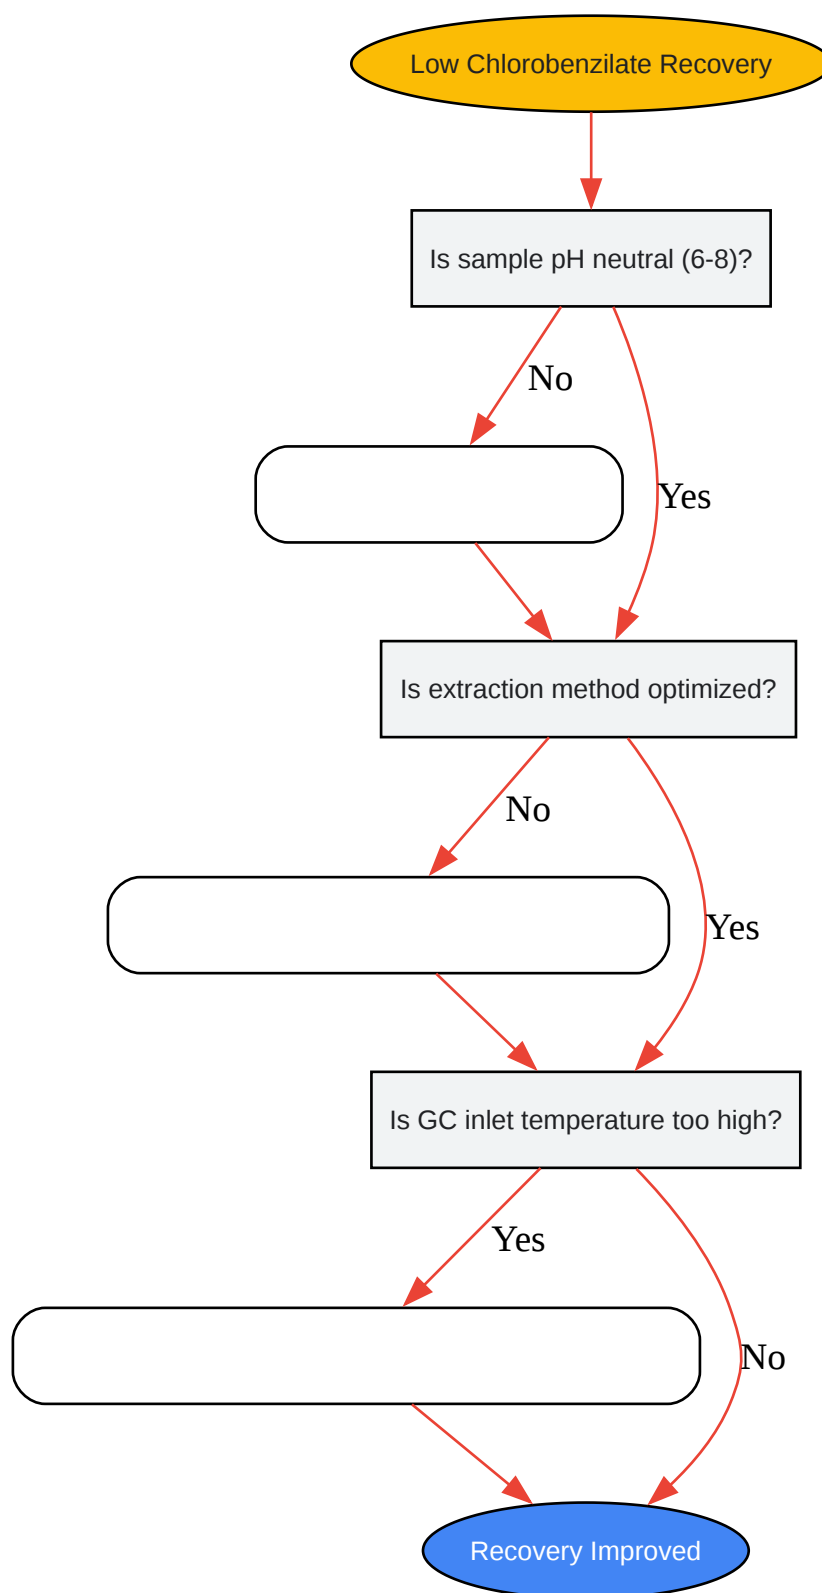 Low Chlorobenzilate Recovery
Is sample pH neutral (6-8)?
No
Yes
Is extraction method optimized?
No
Yes
Is GC inlet temperature too high?
Yes
No
Recovery Improved